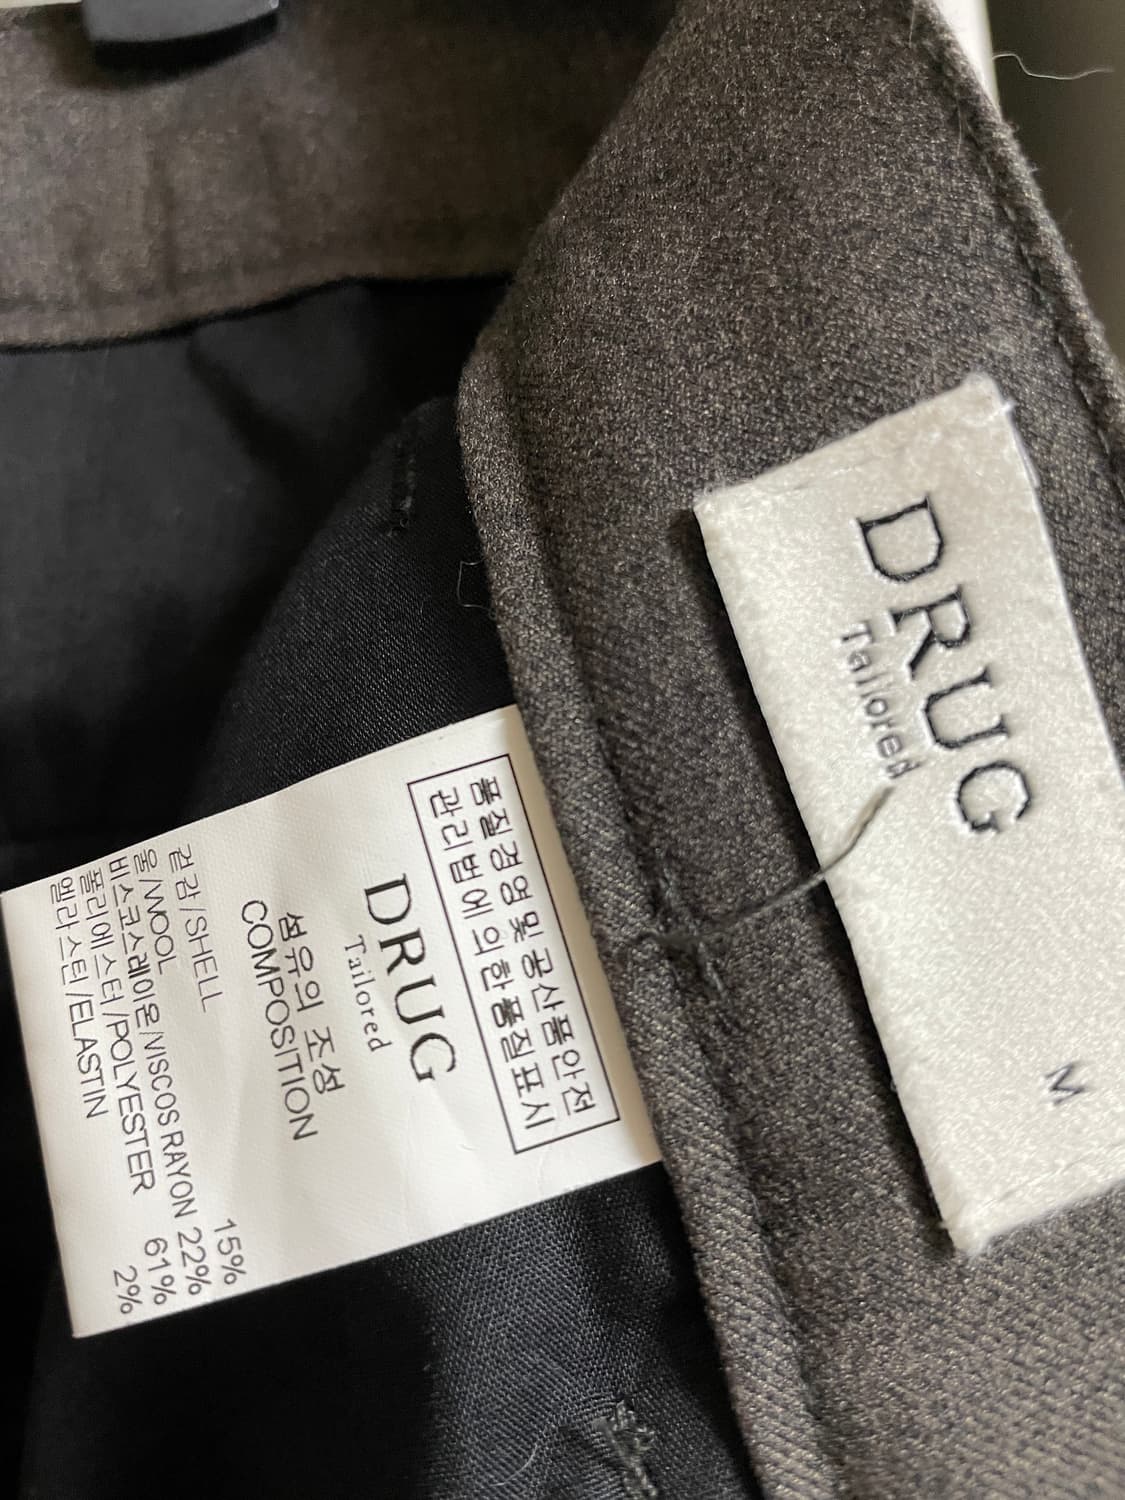 DRUG
Tailored
M
품질경영 및 공산품안전
관리법에 의한 품질표시
DRUG
Tailored
섬유의 조성
COMPOSITION
겉감/SHELL
울/WOOL 15%
비스코스레이온/VISCOS RAYON 22%
폴리에스터/POLYESTER 61%
엘라스틴/ELASTIN 2%